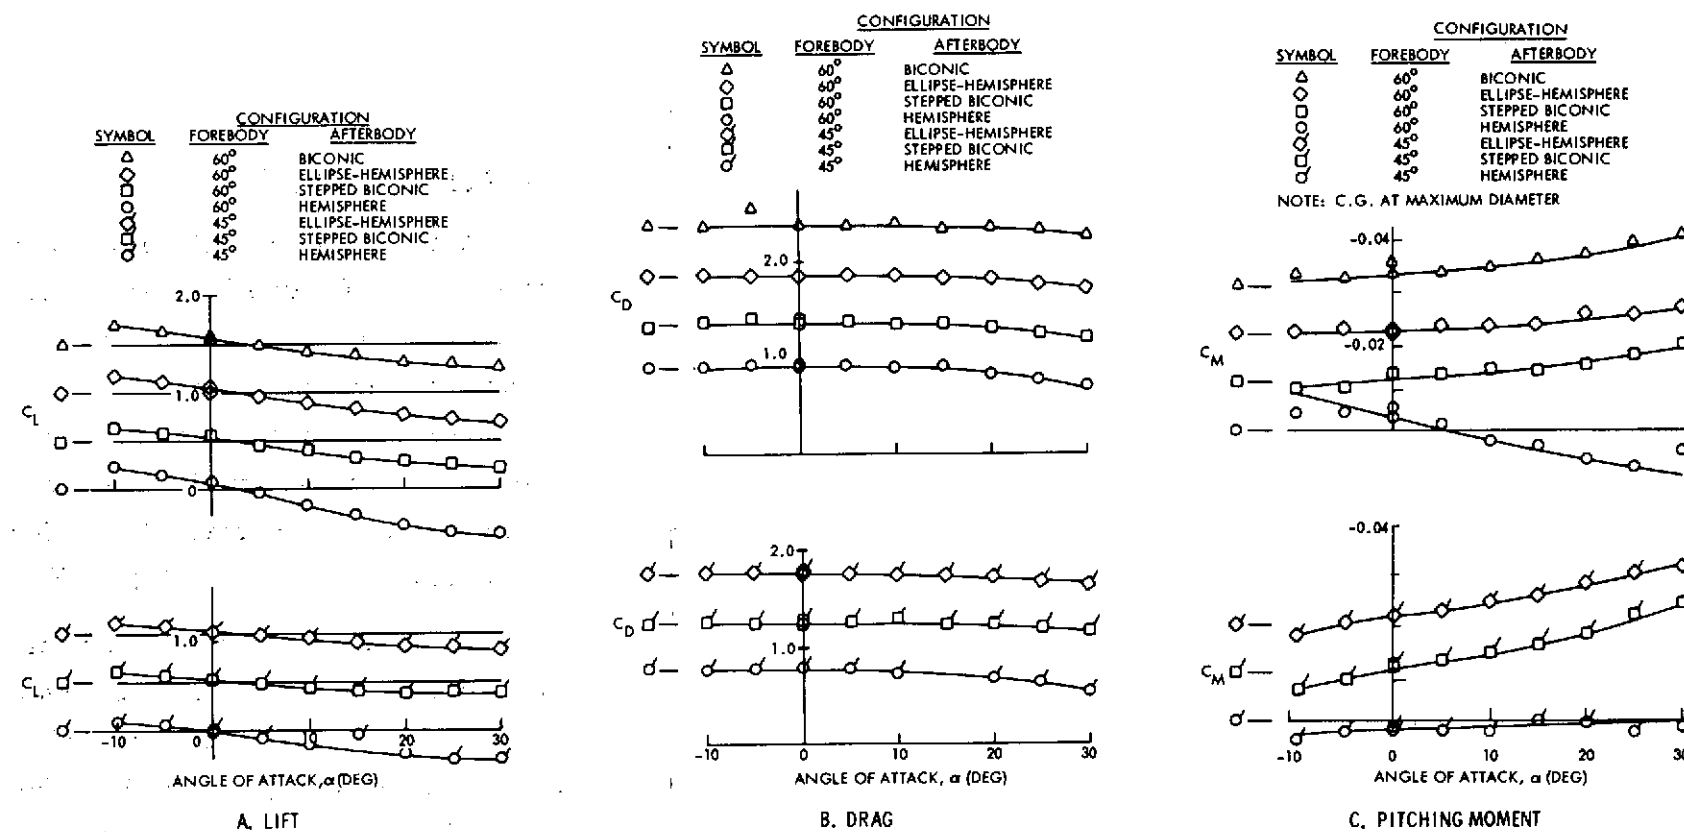 CONFIGURATION
SYMBOL FOREBODY AFTERBODY
60° BICONIC
60° ELLIPSE-HEMISPHERE
60° STEPPED BICONIC
60° HEMISPHERE
45° ELLIPSE-HEMISPHERE
45° STEPPED BICONIC
45° HEMISPHERE
2.0
1.0
C_L
0
1.0
C_L
-10 0 10 20 30
ANGLE OF ATTACK, α (DEG)
A. LIFT
CONFIGURATION
SYMBOL FOREBODY AFTERBODY
60° BICONIC
60° ELLIPSE-HEMISPHERE
60° STEPPED BICONIC
60° HEMISPHERE
45° ELLIPSE-HEMISPHERE
45° STEPPED BICONIC
45° HEMISPHERE
2.0
C_D
1.0
2.0
C_D
1.0
-10 0 10 20 30
ANGLE OF ATTACK, α (DEG)
B. DRAG
CONFIGURATION
SYMBOL FOREBODY AFTERBODY
60° BICONIC
60° ELLIPSE-HEMISPHERE
60° STEPPED BICONIC
60° HEMISPHERE
45° ELLIPSE-HEMISPHERE
45° STEPPED BICONIC
45° HEMISPHERE
NOTE: C.G. AT MAXIMUM DIAMETER
-0.04
-0.02
C_M
-0.04
C_M
-10 0 10 20 30
ANGLE OF ATTACK, α (DEG)
C. PITCHING MOMENT